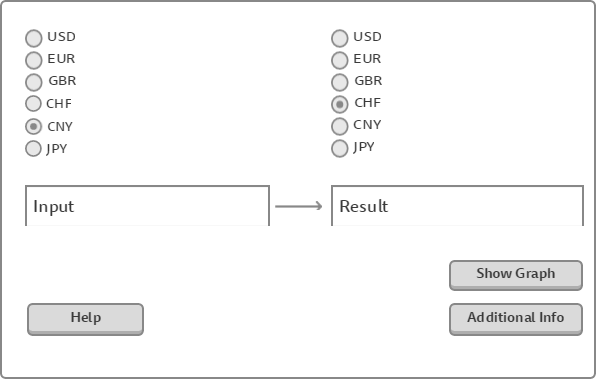 USD
EUR
GBR
CHF
CNY
JPY
USD
EUR
GBR
CHF
CNY
JPY
Input
Result
Show Graph
Help
Additional Info